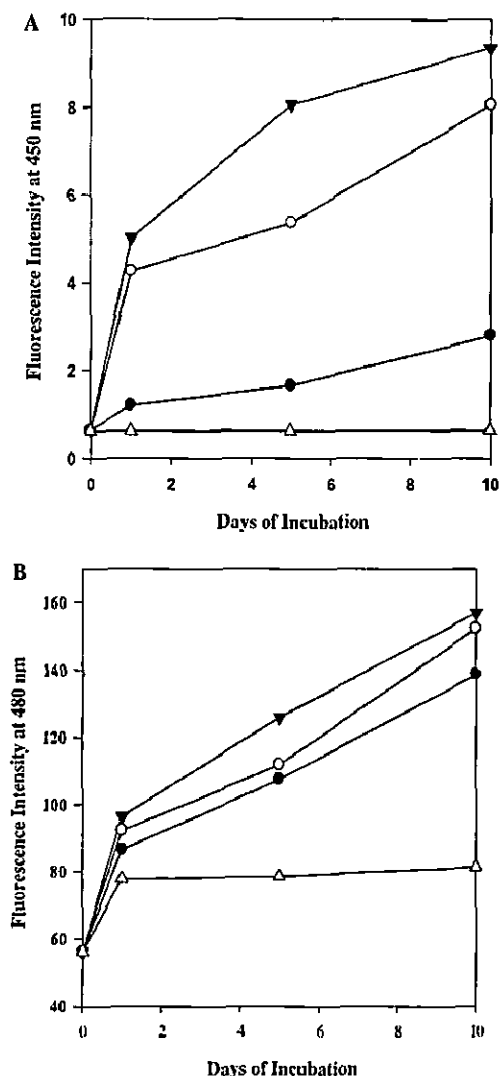 A
10
8
6
4
2
0
Fluorescence Intensity at 450 nm
0 2 4 6 8 10
Days of Incubation
B
160
140
120
100
80
60
40
Fluorescence Intensity at 480 nm
0 2 4 6 8 10
Days of Incubation